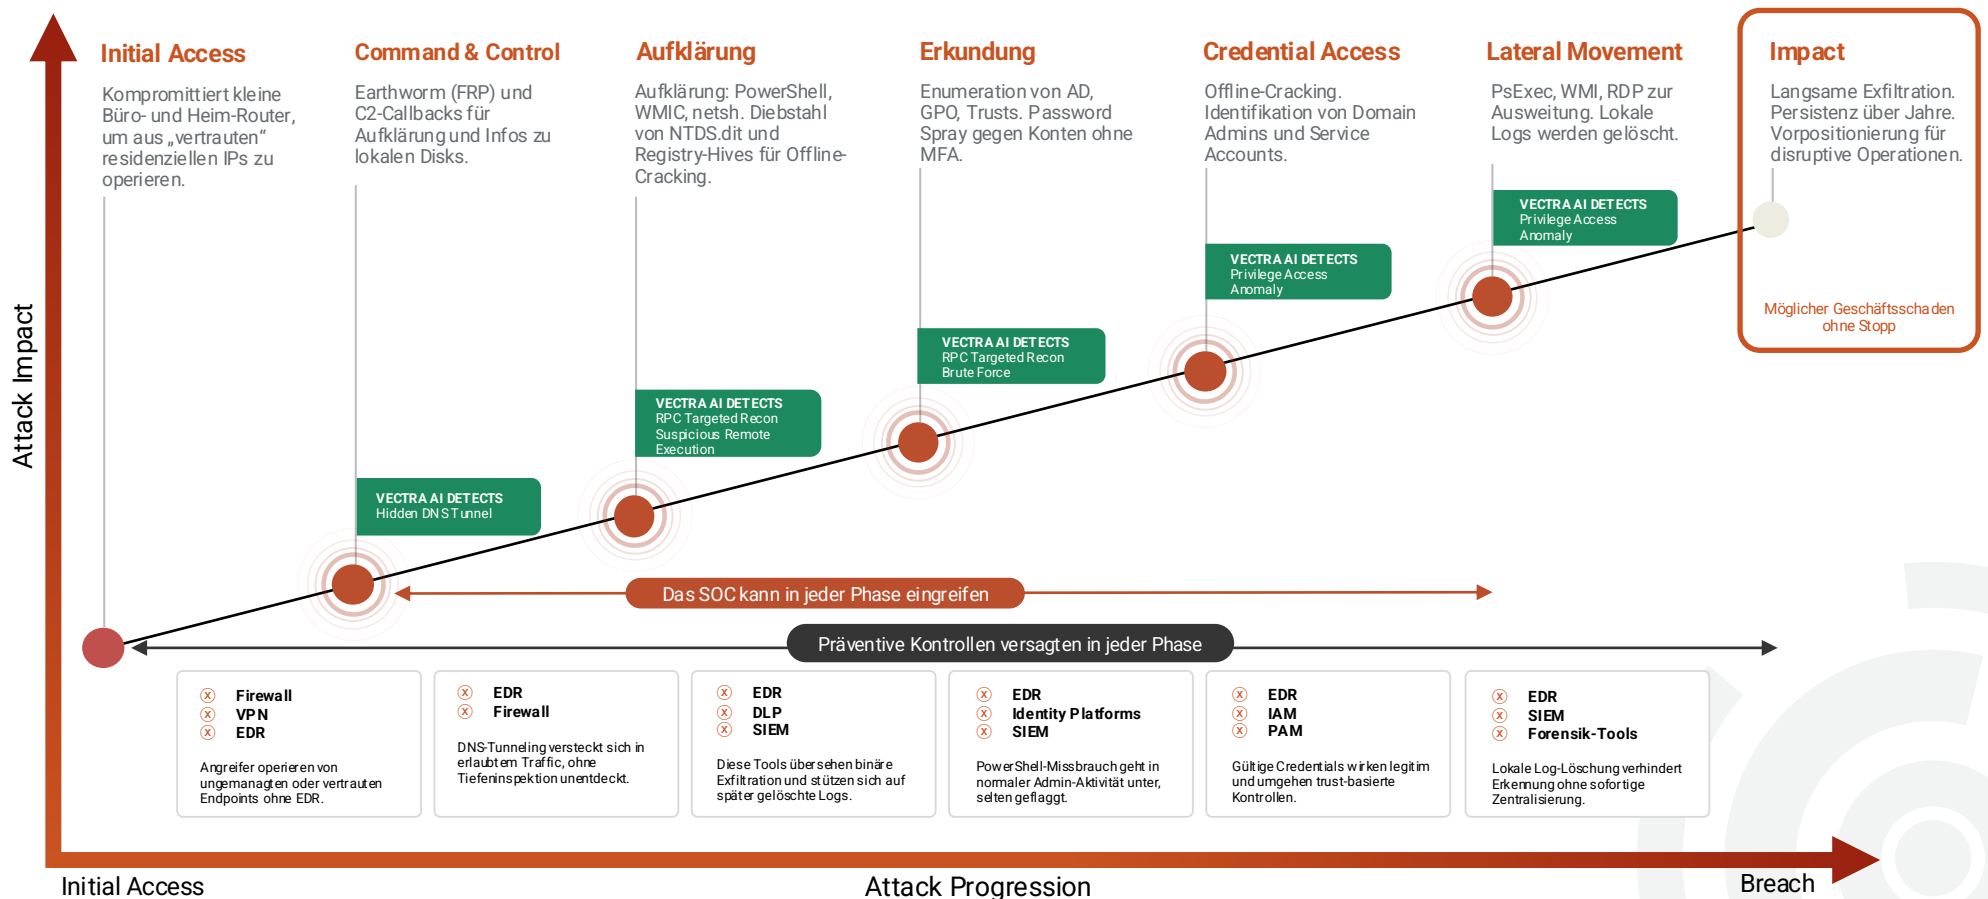 Initial Access
Kompromittiert kleine
Büro- und Heim-Router,
um aus „vertrauten“
residenziellen IPs zu
operieren.
Command & Control
Earthworm (FRP) und
C2-Callbacks für
Aufklärung und Infos zu
lokalen Disks.
Aufklärung
Aufklärung: PowerShell,
WMIC, netsh. Diebstahl
von NTDS.dit und
Registry-Hives für Offline-
Cracking.
Erkundung
Enumeration von AD,
GPO, Trusts. Password
Spray gegen Konten ohne
MFA.
Credential Access
Offline-Cracking.
Identifikation von Domain
Admins und Service
Accounts.
Lateral Movement
PsExec, WMI, RDP zur
Ausweitung. Lokale
Logs werden gelöscht.
Impact
Langsame Exfiltration.
Persistenz über Jahre.
Vorpositionierung für
disruptive Operationen.
Möglicher Geschäftsschaden
ohne Stopp
VECTRA AI DETECTS
Hidden DNS Tunnel
VECTRA AI DETECTS
RPC Targeted Recon
Suspicious Remote
Execution
VECTRA AI DETECTS
RPC Targeted Recon
Brute Force
VECTRA AI DETECTS
Privilege Access
Anomaly
VECTRA AI DETECTS
Privilege Access
Anomaly
Attack Impact
Das SOC kann in jeder Phase eingreifen
Präventive Kontrollen versagten in jeder Phase
x Firewall
x VPN
x EDR
Angreifer operieren von
ungemanagten oder vertrauten
Endpoints ohne EDR.
x EDR
x Firewall
DNS-Tunneling versteckt sich in
erlaubtem Traffic, ohne
Tiefeninspektion unentdeckt.
x EDR
x DLP
x SIEM
Diese Tools übersehen binäre
Exfiltration und stützen sich auf
später gelöschte Logs.
x EDR
x Identity Platforms
x SIEM
PowerShell-Missbrauch geht in
normaler Admin-Aktivität unter,
selten geflaggt.
x EDR
x IAM
x PAM
Gültige Credentials wirken legitim
und umgehen trust-basierte
Kontrollen.
x EDR
x SIEM
x Forensik-Tools
Lokale Log-Löschung verhindert
Erkennung ohne sofortige
Zentralisierung.
Initial Access
Attack Progression
Breach